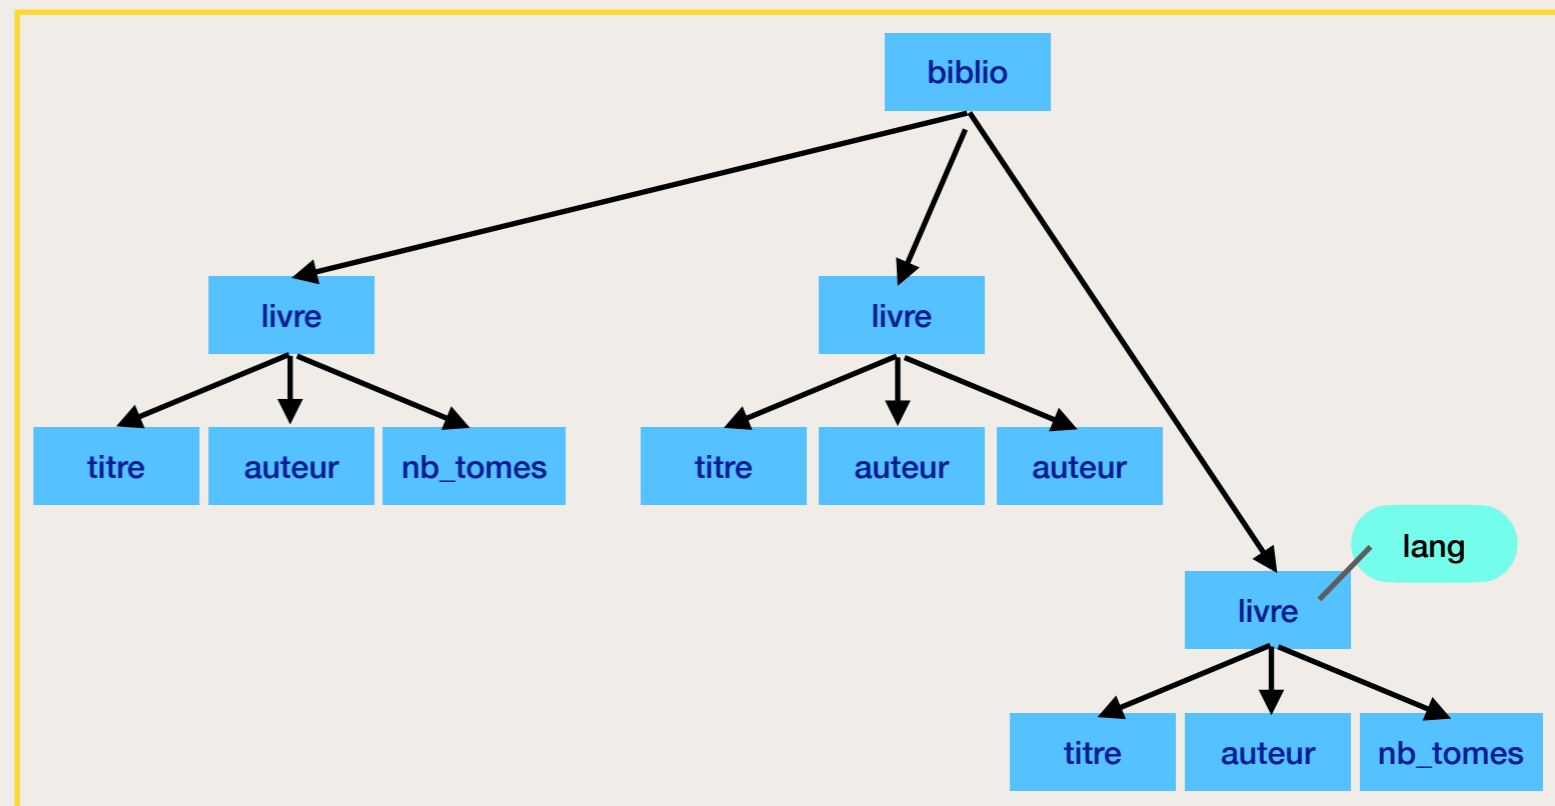 biblio
livre
livre
titre
auteur
nb_tomes
titre
auteur
auteur
lang
livre
titre
auteur
nb_tomes